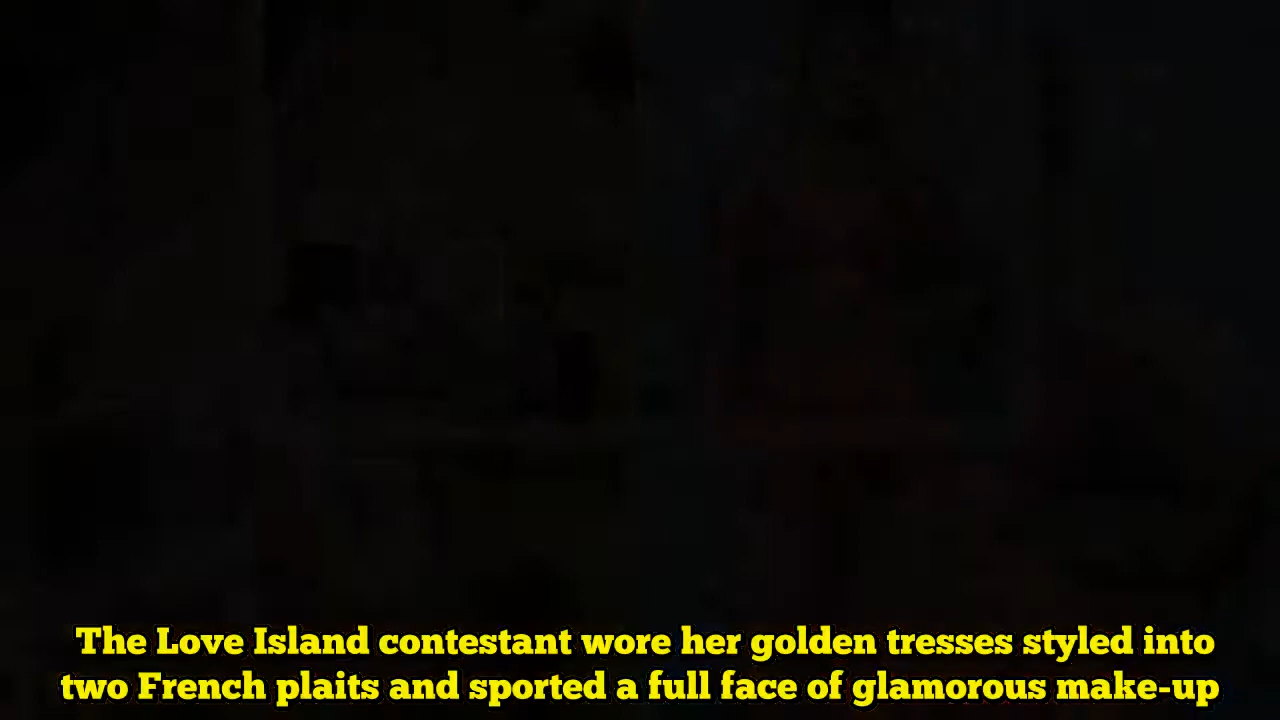 The Love Island contestant wore her golden tresses styled into
two French plaits and sported a full face of glamorous make-up